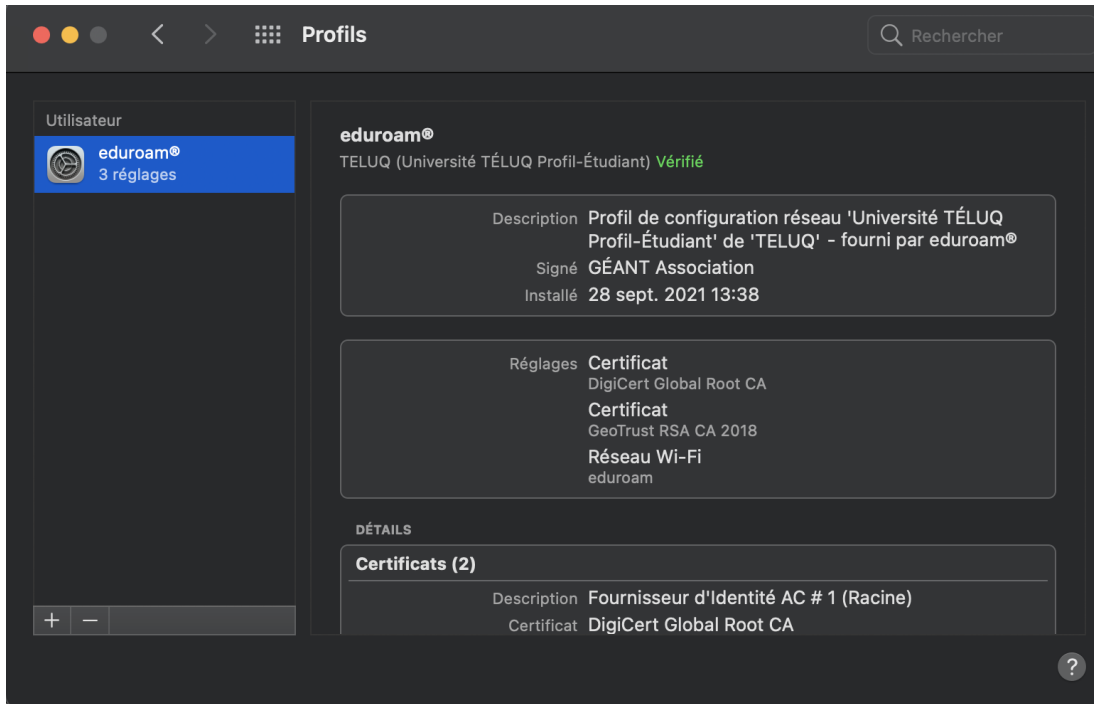 Profils
Rechercher
Utilisateur
eduroam®
3 réglages
eduroam®
TELUQ (Université TÉLUQ Profil-Étudiant) Vérifié
Description Profil de configuration réseau 'Université TÉLUQ
Profil-Étudiant' de 'TELUQ' - fourni par eduroam®
Signé GÉANT Association
Installé 28 sept. 2021 13:38
Réglages Certificat
DigiCert Global Root CA
Certificat
GeoTrust RSA CA 2018
Réseau Wi-Fi
eduroam
DÉTAILS
Certificats (2)
Description Fournisseur d'Identité AC # 1 (Racine)
Certificat DigiCert Global Root CA
?